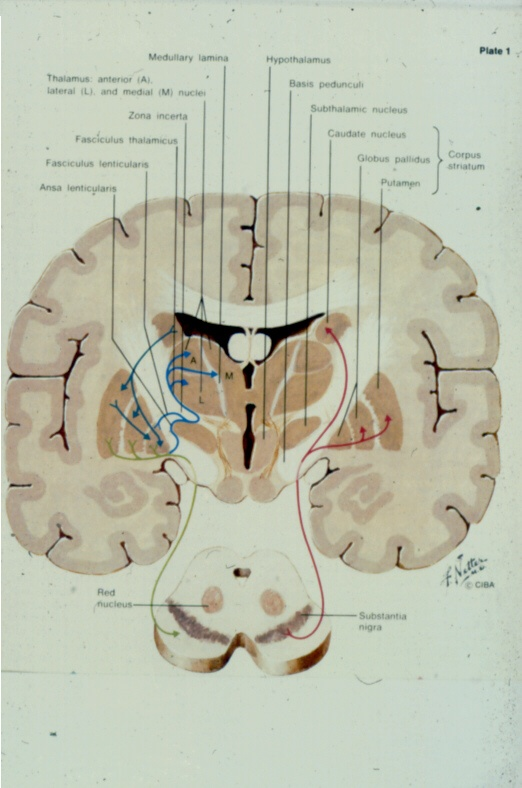 Plate 1
Medullary lamina
Hypothalamus
Thalamus: anterior (A),
lateral (L), and medial (M) nuclei
Basis pedunculi
Zona incerta
Subthalamic nucleus
Fasciculus thalamicus
Caudate nucleus
Fasciculus lenticularis
Globus pallidus
Corpus
striatum
Ansa lenticularis
Putamen
A
M
L
F. Netter
© CIBA
Red
nucleus
Substantia
nigra